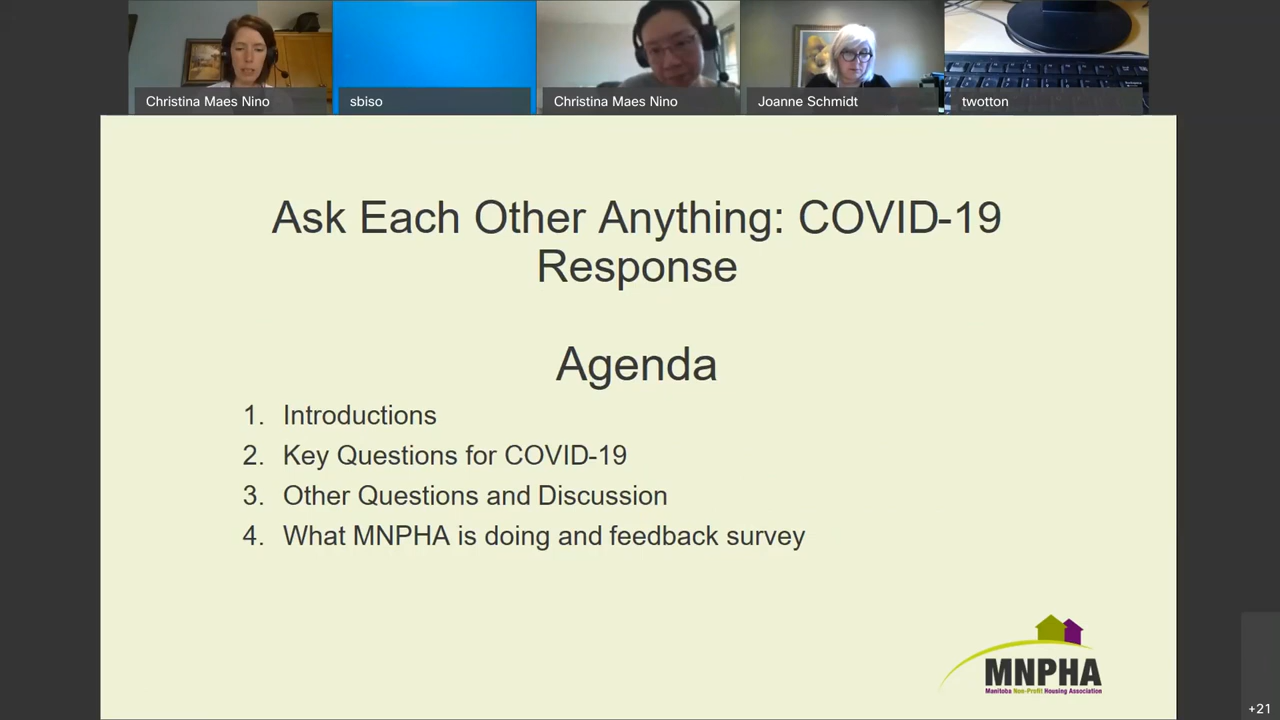 Christina Maes Nino
sbiso
Christina Maes Nino
Joanne Schmidt
twotton
Ask Each Other Anything: COVID-19
Response
Agenda
1. Introductions
2. Key Questions for COVID-19
3. Other Questions and Discussion
4. What MNPHA is doing and feedback survey
MNPHA
Manitoba Non-Profit Housing Association
+21